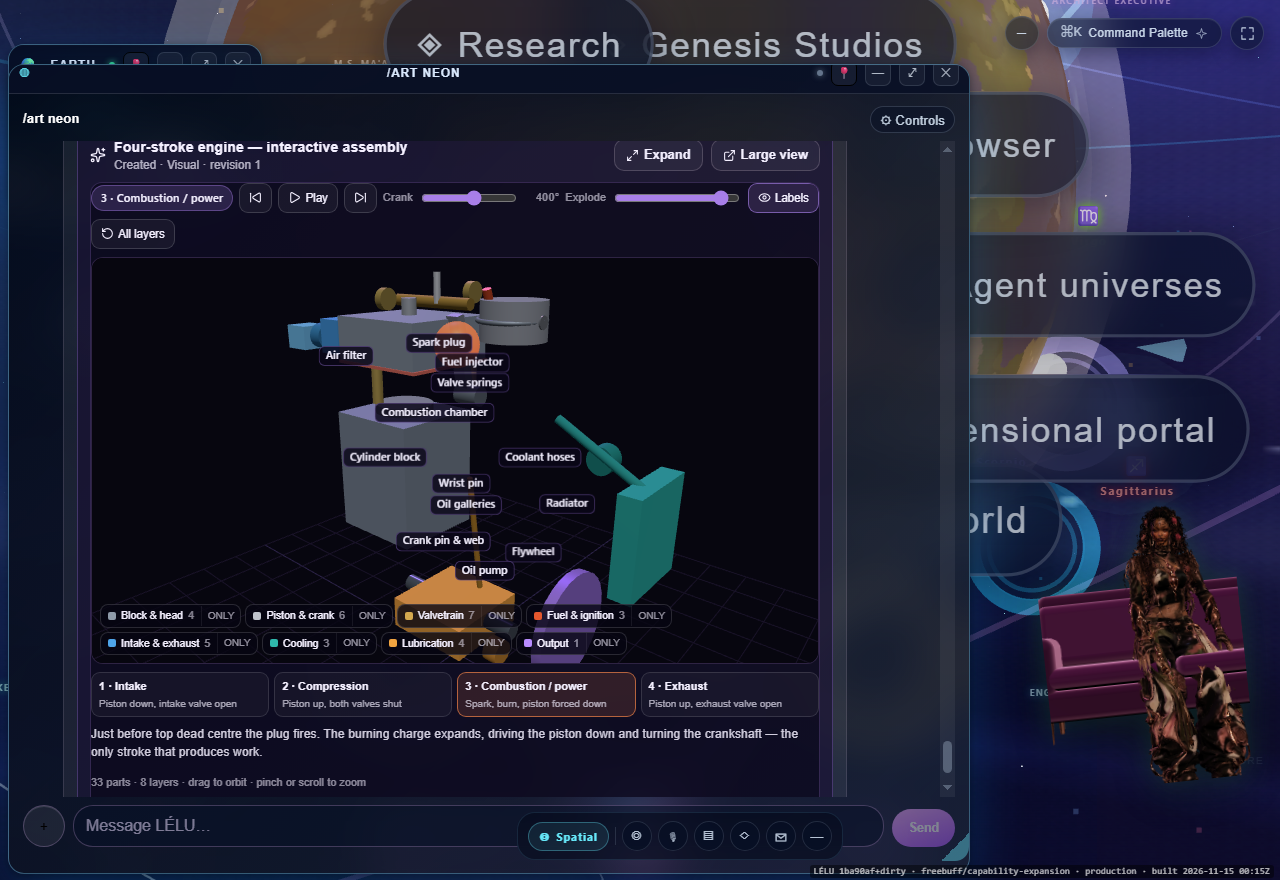 ARCHITECT EXECUTIVE
Research
Genesis Studios
⌘K Command Palette
EARTH
M.S. MA'A
/ART NEON
/art neon
Controls
Four-stroke engine — interactive assembly
Created · Visual · revision 1
Expand
Large view
3 · Combustion / power
Play
Crank
400°
Explode
Labels
All layers
Spark plug
Air filter
Fuel injector
Valve springs
Combustion chamber
Cylinder block
Coolant hoses
Wrist pin
Oil galleries
Radiator
Crank pin & web
Flywheel
Oil pump
Block & head 4 ONLY
Piston & crank 6 ONLY
Valvetrain 7 ONLY
Fuel & ignition 3 ONLY
Intake & exhaust 5 ONLY
Cooling 3 ONLY
Lubrication 4 ONLY
Output 1 ONLY
1 · Intake
Piston down, intake valve open
2 · Compression
Piston up, both valves shut
3 · Combustion / power
Spark, burn, piston forced down
4 · Exhaust
Piston up, exhaust valve open
Just before top dead centre the plug fires. The burning charge expands, driving the piston down and turning the crankshaft — the
only stroke that produces work.
33 parts · 8 layers · drag to orbit · pinch or scroll to zoom
+
Message LÉLU…
Spatial
Send
owser
gent universes
ensional portal
Sagittarius
orld
ENG
LÉLU 1ba90af+dirty · freebuff/capability-expansion · production · built 2026-11-15 00:15Z